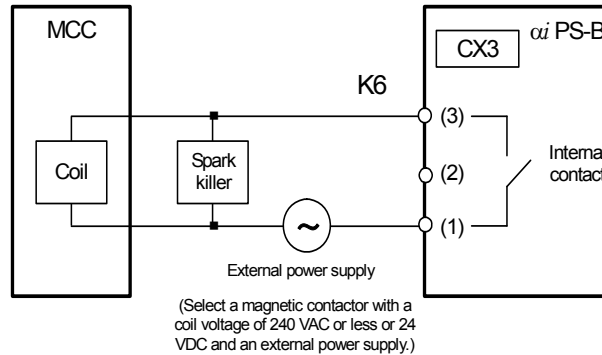 MCC
αi PS-B
CX3
K6
(3)
Coil
Spark
killer
(2)
Internal
contact
(1)
~
External power supply
(Select a magnetic contactor with a
coil voltage of 240 VAC or less or 24
VDC and an external power supply.)